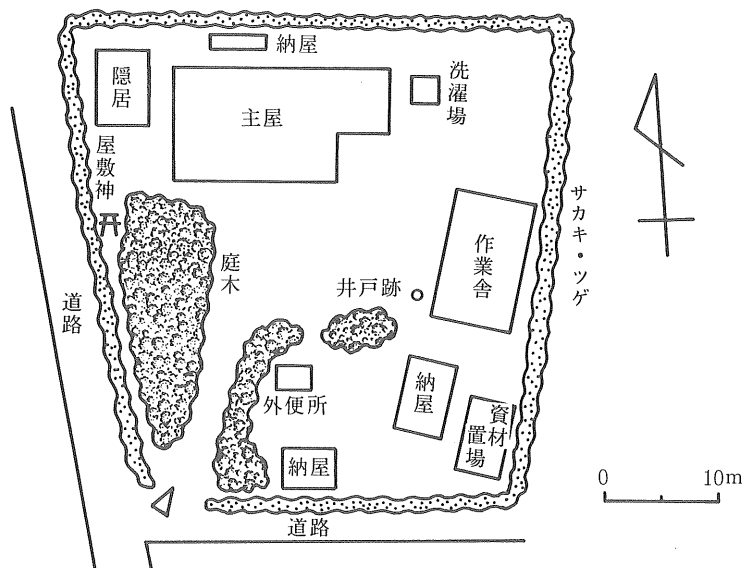 納屋
隠居
主屋
洗濯場
屋敷神
サカキ・ツゲ
作業舎
庭木
井戸跡
道路
納屋
外便所
資材
置場
納屋
0 10m
道路